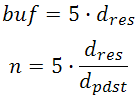 buf = 5 · d_res
n = 5 · d_res / d_pdst